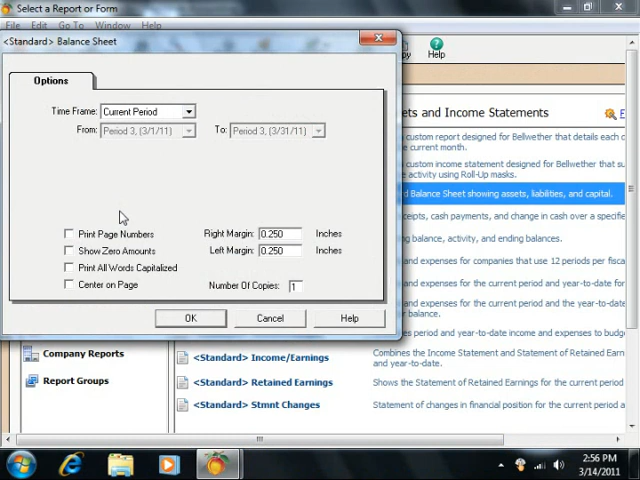 Select a Report or Form
File Edit Go To Window Help
<Standard> Balance Sheet
Help
Options
Time Frame: Current Period
From: Period 3, (3/1/11) To: Period 3, (3/31/11)
Print Page Numbers Right Margin: 0.250 Inches
Show Zero Amounts Left Margin: 0.250 Inches
Print All Words Capitalized
Center on Page Number Of Copies: 1
OK Cancel Help
ets and Income Statements
custom report designed for Bellwether that details each
e current month.
custom income statement designed for Bellwether that
e activity using Roll-Up masks.
d Balance Sheet showing assets, liabilities, and capital.
ceipts, cash payments, and change in cash over a specifie
ng balance, activity, and ending balances.
and expenses for companies that use 12 periods per fisc
and expenses for the current period and the year-to-date
and expenses for the current period and the year-to-date
or balance.
s period and year-to-date income and expenses to budge
Company Reports
Report Groups
<Standard> Income/Earnings Combines the Income Statement and Statement of Retained Earn
and year-to-date.
<Standard> Retained Earnings Shows the Statement of Retained Earnings for the current period
<Standard> Stmnt Changes Statement of changes in financial position for the current period a
2:56 PM
3/14/2011